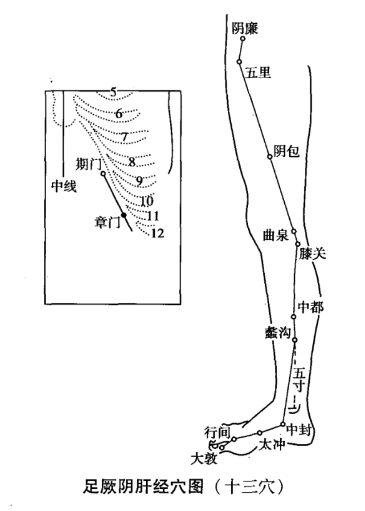 阴廉
五里
阴包
曲泉
膝关
中都
蠡沟
五寸
中封
行间
太冲
大敦
5
6
7
8
期门
9
中线
10
章门
11
12
足厥阴肝经穴图（十三穴）